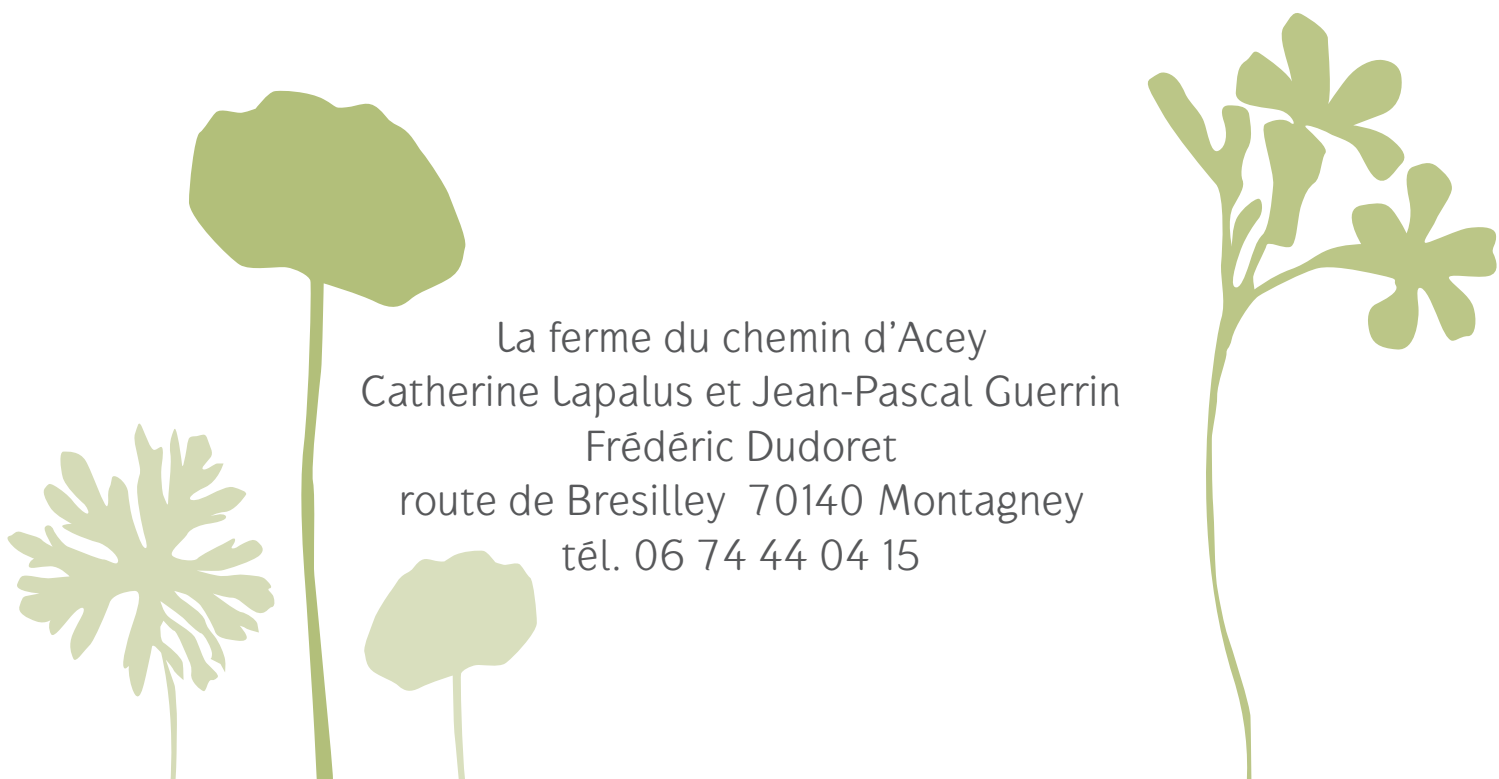 La ferme du chemin d'Acey
Catherine Lapalus et Jean-Pascal Guerrin
Frédéric Dudoret
route de Bresilley 70140 Montagney
tél. 06 74 44 04 15